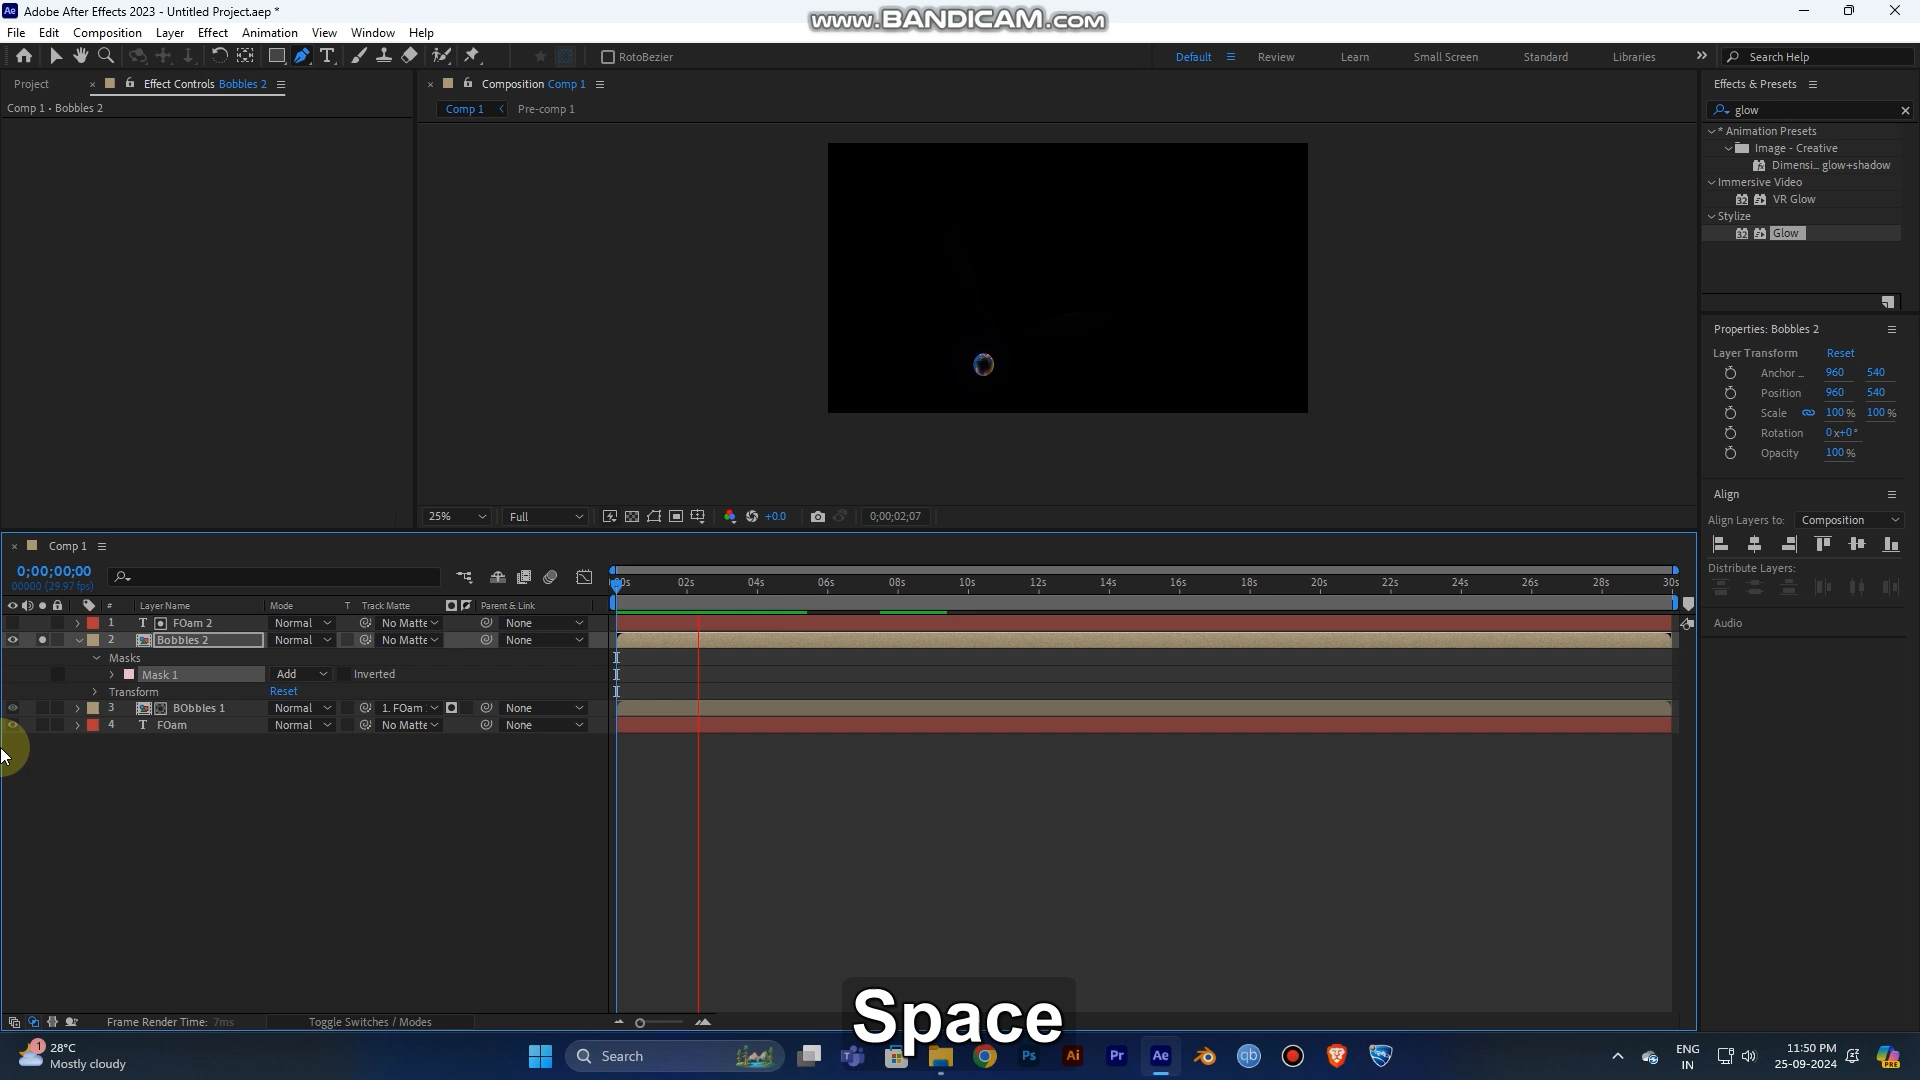 Adobe After Effects 2023 - Untitled Project.aep *
www.BANDICAM.com
File Edit Composition Layer Effect Animation View Window Help
RotoBezier
Default Review Learn Small Screen Standard Libraries
Search Help
Project
Effect Controls Bobbles 2
Comp 1 • Bobbles 2
Composition Comp 1
Comp 1 Pre-comp 1
Effects & Presets
glow
* Animation Presets
Image - Creative
Dimensi... glow+shadow
Immersive Video
VR Glow
Stylize
Glow
Properties: Bobbles 2
Layer Transform Reset
Anchor ... 960 540
Position 960 540
Scale 100 % 100 %
Rotation 0x+0°
Opacity 100 %
Align
Align Layers to: Composition
Distribute Layers:
Audio
25% Full +0.0 0;00;02;07
Comp 1
0;00;00;00
00000 (29.97 fps)
00s 02s 04s 06s 08s 10s 12s 14s 16s 18s 20s 22s 24s 26s 28s 30s
# Layer Name Mode T Track Matte Parent & Link
1 T FOam 2 Normal No Matte None
2 Bobbles 2 Normal No Matte None
Masks
Mask 1 Add Inverted
Transform Reset
3 BObbles 1 Normal 1. FOam None
4 T FOam Normal No Matte None
Frame Render Time: 7ms Toggle Switches / Modes
Space
28°C
Mostly cloudy
Search
Ps Ai Pr Ae qb
ENG
IN
11:50 PM
25-09-2024